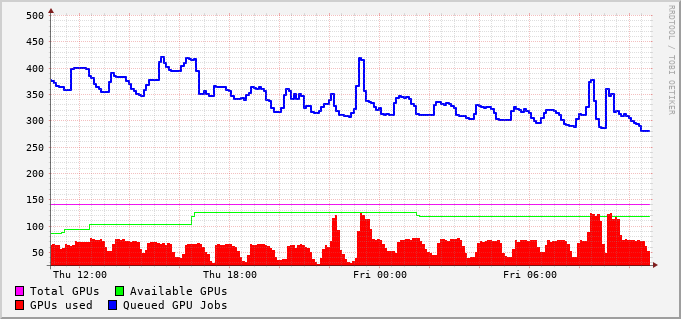 500
450
400
350
300
250
200
150
100
50
Thu 12:00 Thu 18:00 Fri 00:00 Fri 06:00
Total GPUs Available GPUs
GPUs used Queued GPU Jobs
RRDTOOL / TOBI OETIKER